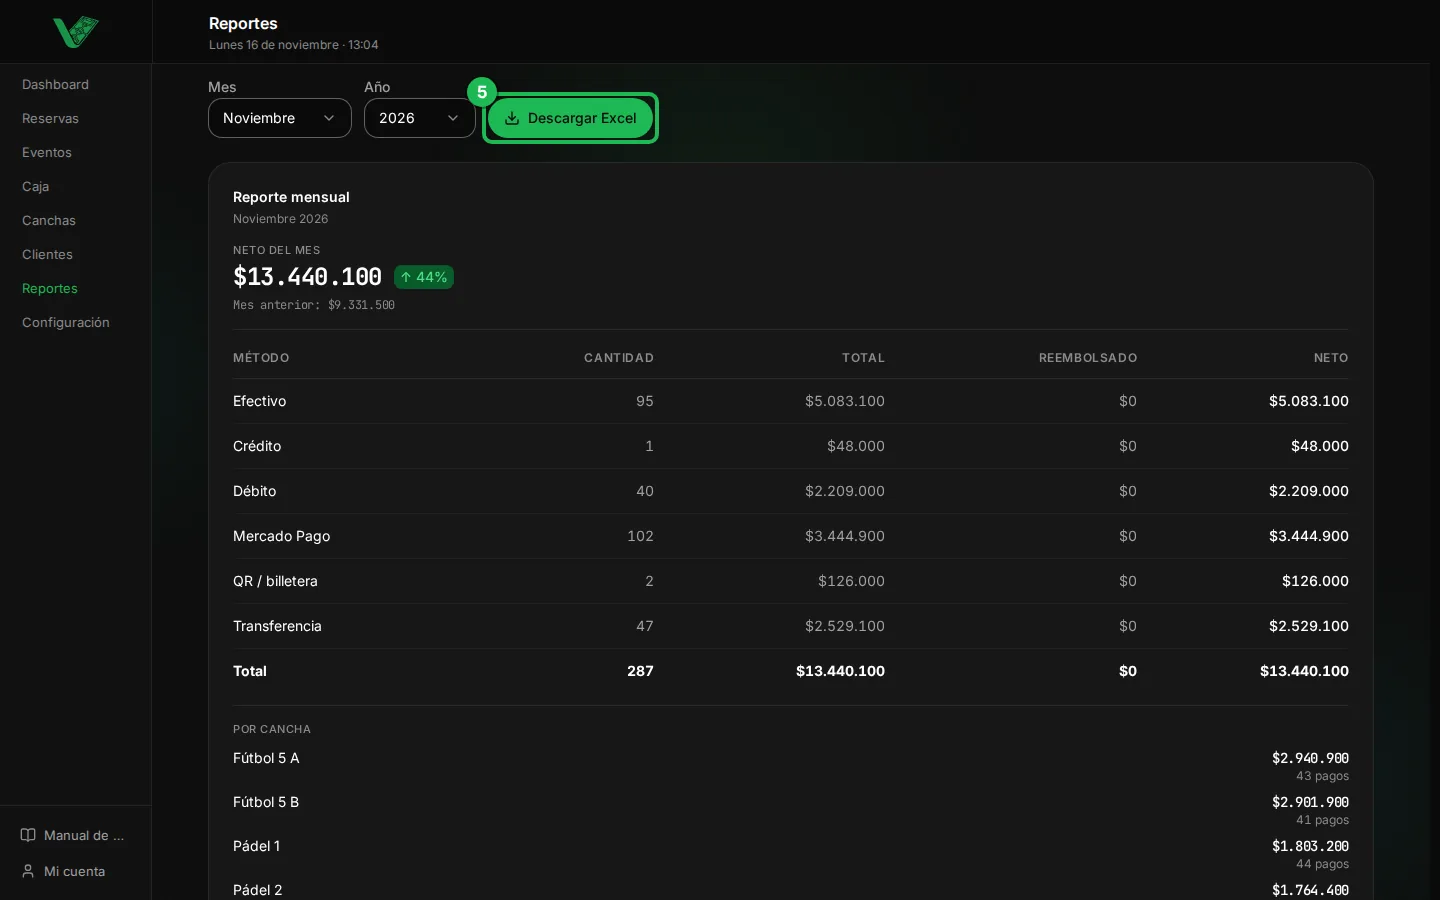 Reportes
Lunes 16 de noviembre · 13:04
Dashboard
Reservas
Eventos
Caja
Canchas
Clientes
Reportes
Configuración
Manual de ...
Mi cuenta
Mes
Año
Noviembre
2026
5
Descargar Excel
Reporte mensual
Noviembre 2026
NETO DEL MES
$13.440.100 ↑ 44%
Mes anterior: $9.331.500
MÉTODO CANTIDAD TOTAL REEMBOLSADO NETO
Efectivo 95 $5.083.100 $0 $5.083.100
Crédito 1 $48.000 $0 $48.000
Débito 40 $2.209.000 $0 $2.209.000
Mercado Pago 102 $3.444.900 $0 $3.444.900
QR / billetera 2 $126.000 $0 $126.000
Transferencia 47 $2.529.100 $0 $2.529.100
Total 287 $13.440.100 $0 $13.440.100
POR CANCHA
Fútbol 5 A $2.940.900
43 pagos
Fútbol 5 B $2.901.900
41 pagos
Pádel 1 $1.803.200
44 pagos
Pádel 2 $1.764.400